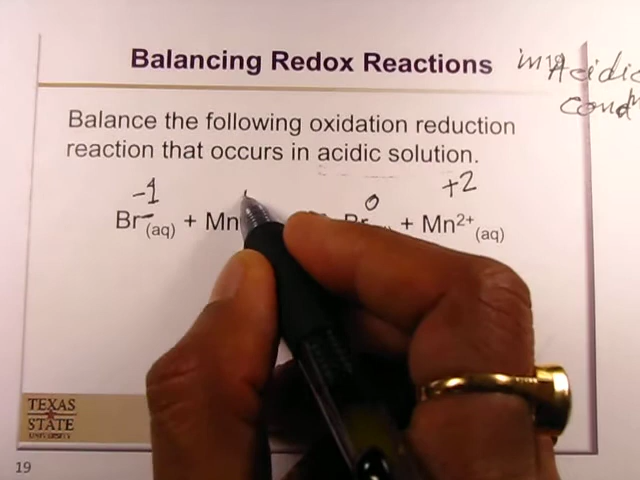 Balancing Redox Reactions in Acidic
cond
Balance the following oxidation reduction
reaction that occurs in acidic solution.
-1 0 +2
Br-(aq) + Mn + Mn2+(aq)
TEXAS
STATE
UNIVERSITY
19